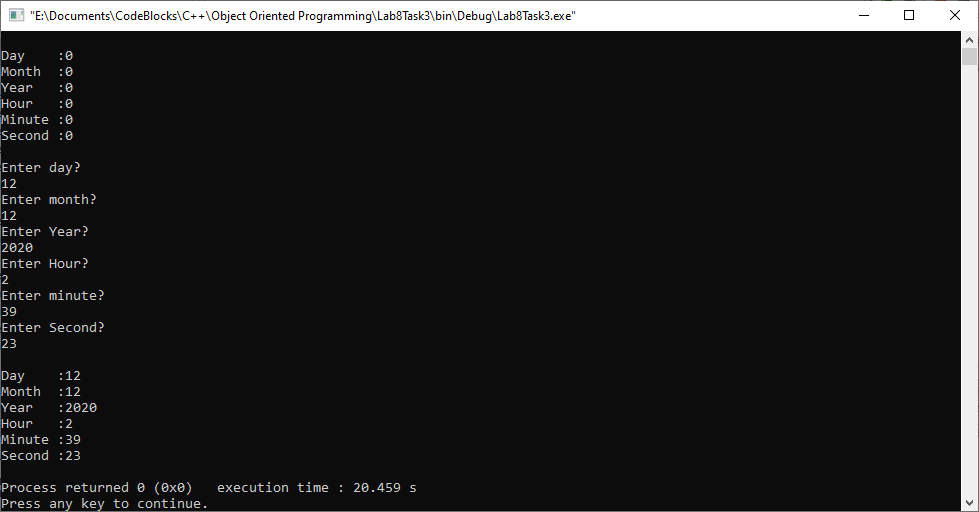 "E:\Documents\CodeBlocks\C++\Object Oriented Programming\Lab8Task3\bin\Debug\Lab8Task3.exe"
Day    :0
Month  :0
Year   :0
Hour   :0
Minute :0
Second :0
Enter day?
12
Enter month?
12
Enter Year?
2020
Enter Hour?
2
Enter minute?
39
Enter Second?
23
Day    :12
Month  :12
Year   :2020
Hour   :2
Minute :39
Second :23
Process returned 0 (0x0)   execution time : 20.459 s
Press any key to continue.